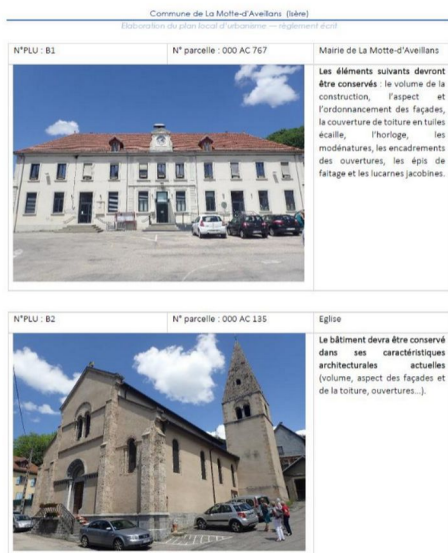 Commune de La Motte-d'Aveillans (Isère)
Elaboration du plan local d'urbanisme — règlement écrit
N°PLU : B1
N° parcelle : 000 AC 767
Mairie de La Motte-d'Aveillans
Les éléments suivants devront
être conservés : le volume de la
construction, l'aspect et
l'ordonnancement des façades,
la couverture de toiture en tuiles
écaille, l'horloge, les
modénatures, les encadrements
des ouvertures, les épis de
faitage et les lucarnes jacobines.
N°PLU : B2
N° parcelle : 000 AC 135
Eglise
Le bâtiment devra être conservé
dans ses caractéristiques
architecturales actuelles
(volume, aspect des façades et
de la toiture, ouvertures...).